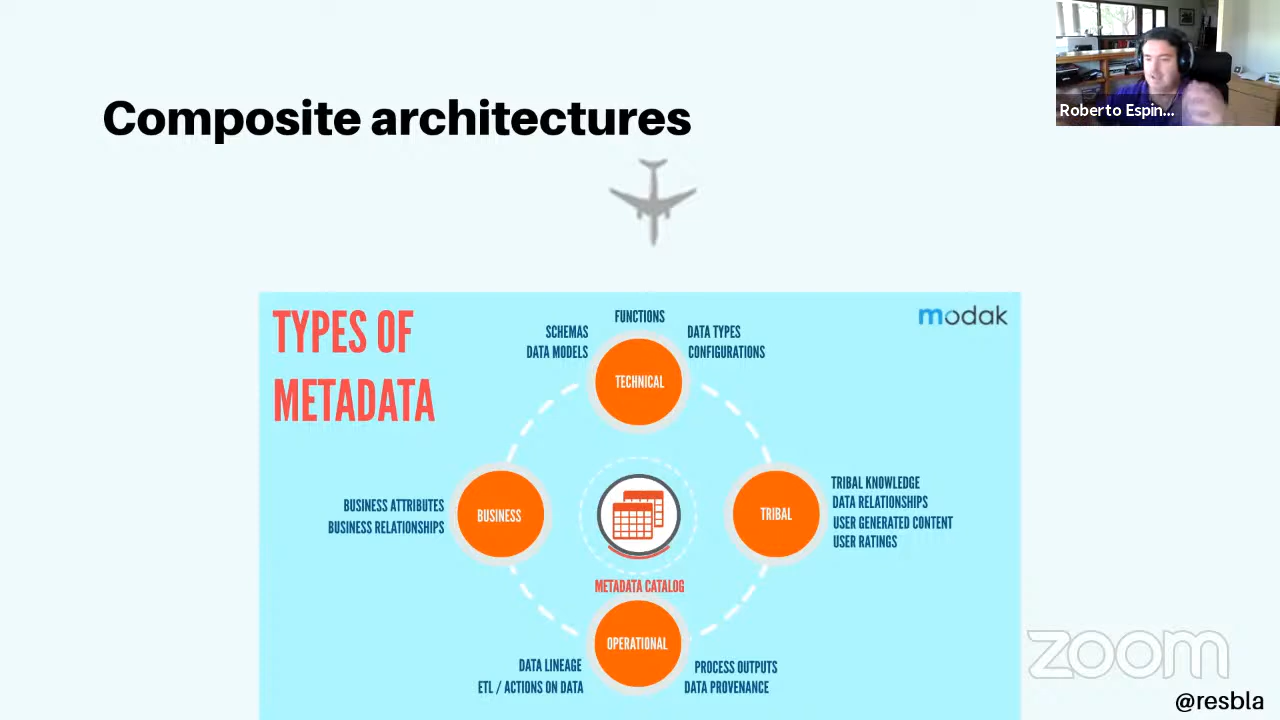 Roberto Espin...
Composite architectures
TYPES OF
METADATA
modak
FUNCTIONS
SCHEMAS
DATA MODELS
DATA TYPES
CONFIGURATIONS
TECHNICAL
BUSINESS ATTRIBUTES
BUSINESS RELATIONSHIPS
BUSINESS
METADATA CATALOG
TRIBAL
TRIBAL KNOWLEDGE
DATA RELATIONSHIPS
USER GENERATED CONTENT
USER RATINGS
OPERATIONAL
DATA LINEAGE
ETL / ACTIONS ON DATA
PROCESS OUTPUTS
DATA PROVENANCE
zoom
@resbla